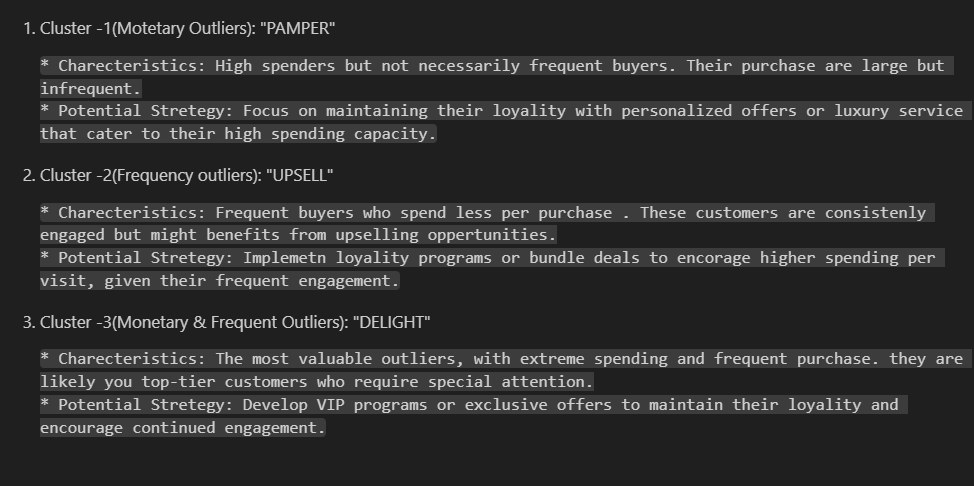 1. Cluster -1(Motetary Outliers): "PAMPER"
* Charecteristics: High spenders but not necessarily frequent buyers. Their purchase are large but
infrequent.
* Potential Stretegy: Focus on maintaining their loyality with personalized offers or luxury service
that cater to their high spending capacity.
2. Cluster -2(Frequency outliers): "UPSELL"
* Charecteristics: Frequent buyers who spend less per purchase . These customers are consistenly
engaged but might benefits from upselling oppertunities.
* Potential Stretegy: Implemetn loyality programs or bundle deals to encorage higher spending per
visit, given their frequent engagement.
3. Cluster -3(Monetary & Frequent Outliers): "DELIGHT"
* Charecteristics: The most valuable outliers, with extreme spending and frequent purchase. they are
likely you top-tier customers who require special attention.
* Potential Stretegy: Develop VIP programs or exclusive offers to maintain their loyality and
encourage continued engagement.